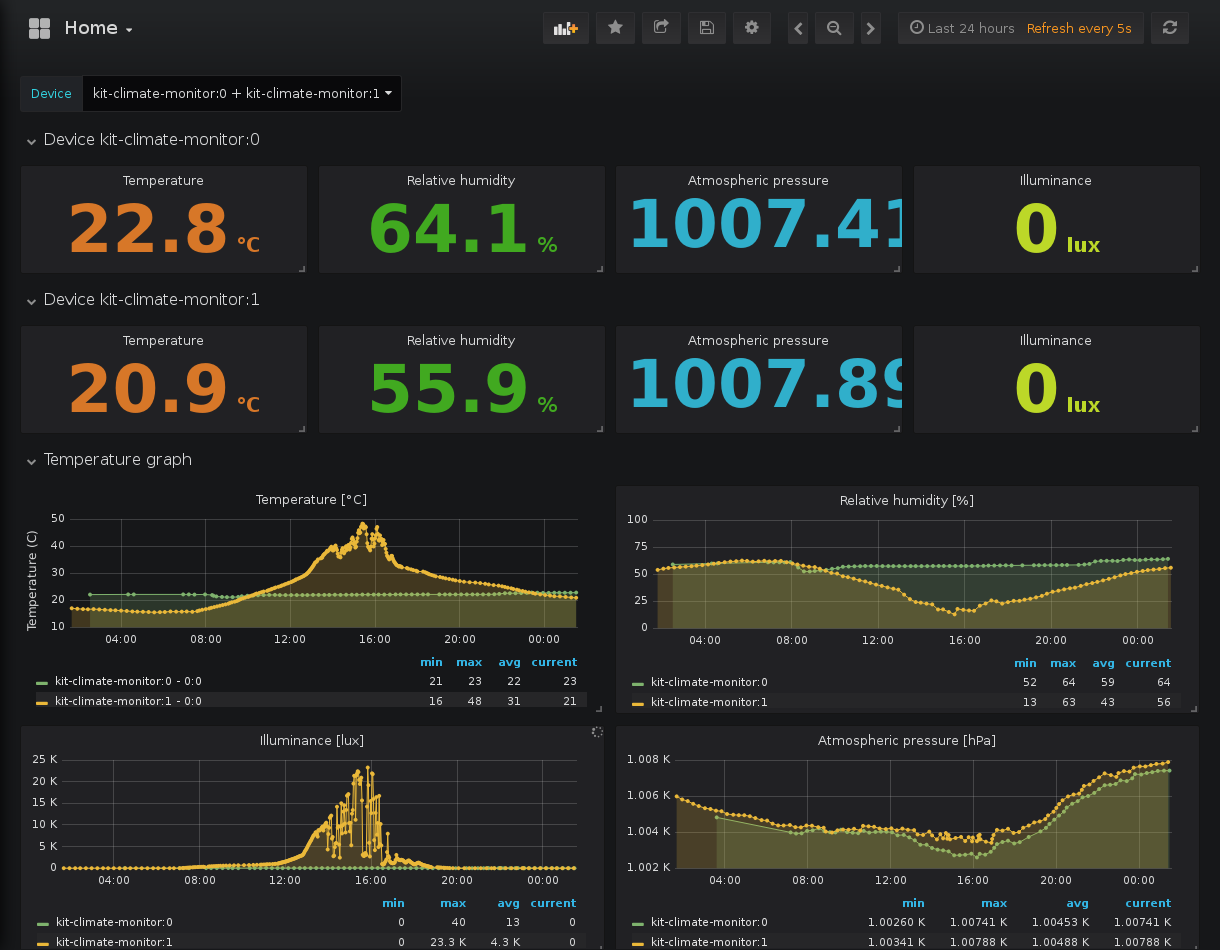 Home
Last 24 hours Refresh every 5s
Device kit-climate-monitor:0 + kit-climate-monitor:1
Device kit-climate-monitor:0
Temperature Relative humidity Atmospheric pressure Illuminance
22.8 °C 64.1 % 1007.41 0 lux
Device kit-climate-monitor:1
Temperature Relative humidity Atmospheric pressure Illuminance
20.9 °C 55.9 % 1007.89 0 lux
Temperature graph
Temperature [°C]
Temperature (C)
50
40
30
20
10
04:00 08:00 12:00 16:00 20:00 00:00
min max avg current
kit-climate-monitor:0 - 0:0 21 23 22 23
kit-climate-monitor:1 - 0:0 16 48 31 21
Relative humidity [%]
100
75
50
25
0
04:00 08:00 12:00 16:00 20:00 00:00
min max avg current
kit-climate-monitor:0 52 64 59 64
kit-climate-monitor:1 13 63 43 56
Illuminance [lux]
25 K
20 K
15 K
10 K
5 K
0
04:00 08:00 12:00 16:00 20:00 00:00
min max avg current
kit-climate-monitor:0 0 40 13 0
kit-climate-monitor:1 0 23.3 K 4.3 K 0
Atmospheric pressure [hPa]
1.008 K
1.006 K
1.004 K
1.002 K
04:00 08:00 12:00 16:00 20:00 00:00
min max avg current
kit-climate-monitor:0 1.00260 K 1.00741 K 1.00453 K 1.00741 K
kit-climate-monitor:1 1.00341 K 1.00788 K 1.00488 K 1.00788 K